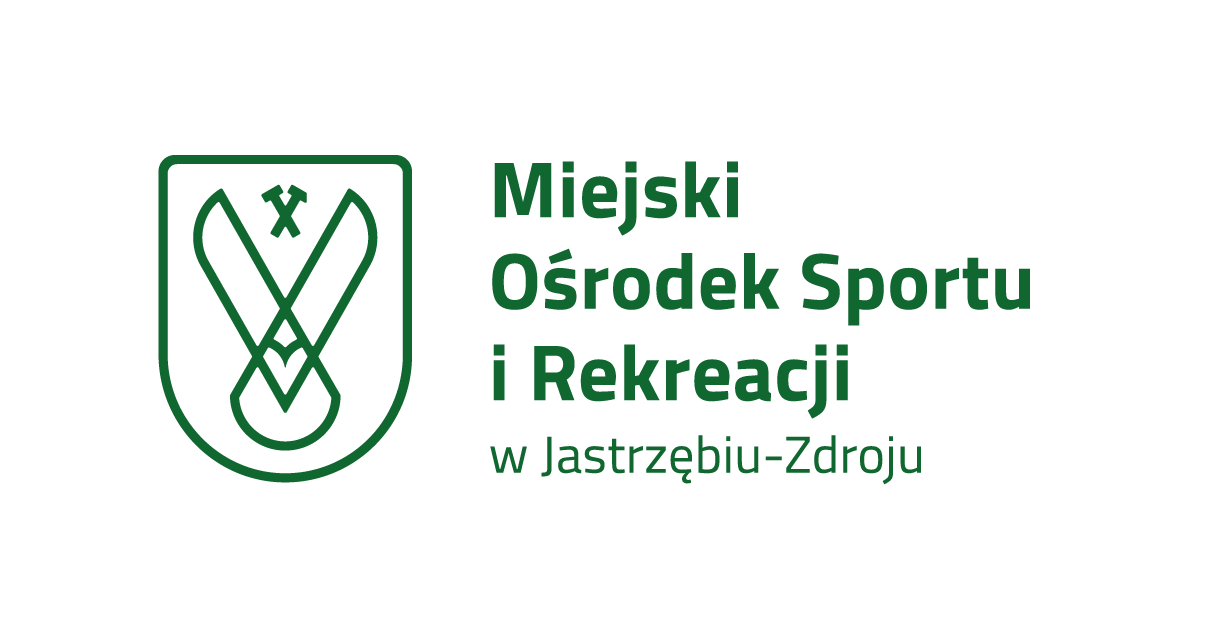 Miejski
Ośrodek Sportu
i Rekreacji
w Jastrzębiu-Zdroju